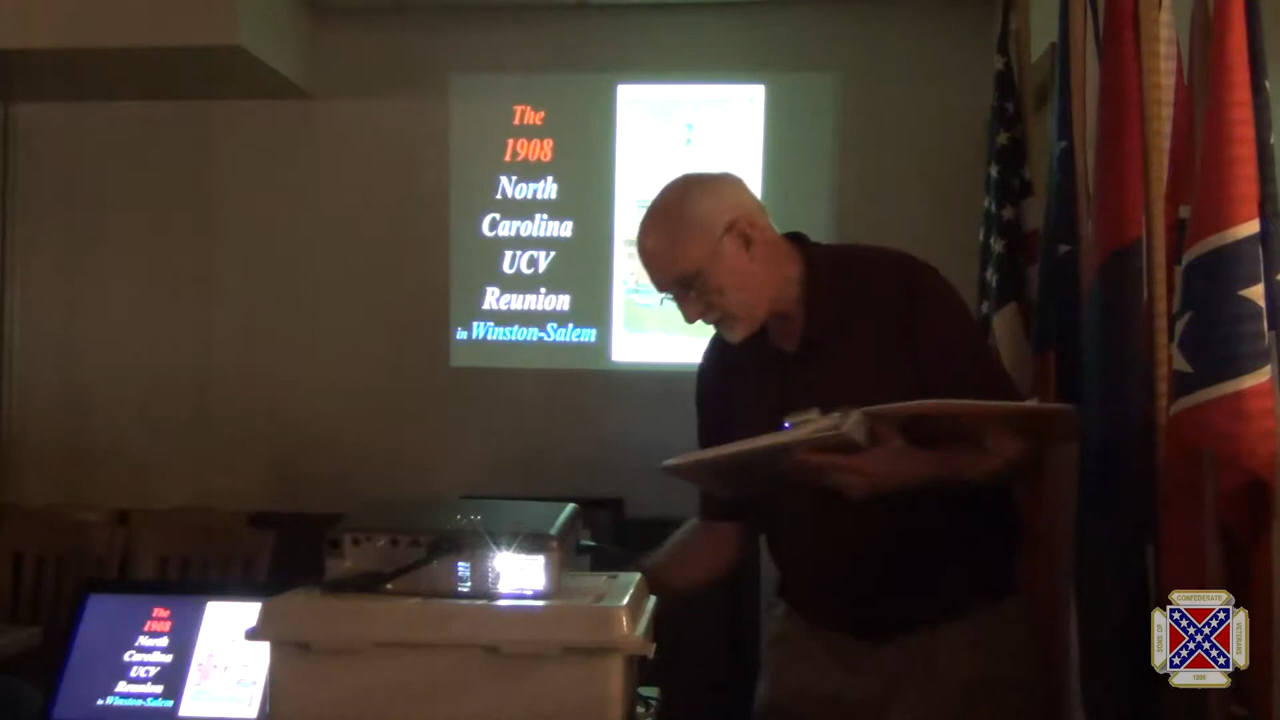 The
1908
North
Carolina
UCV
Reunion
in Winston-Salem
The
1908
North
Carolina
UCV
Reunion
in Winston-Salem
CONFEDERATE
SONS OF
VETERANS
1896